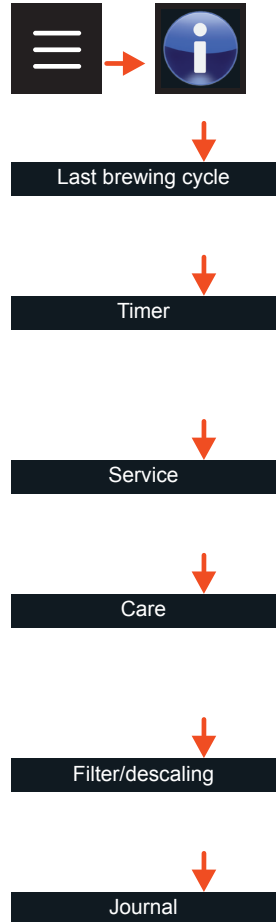 i
Last brewing cycle
Timer
Service
Care
Filter/descaling
Journal